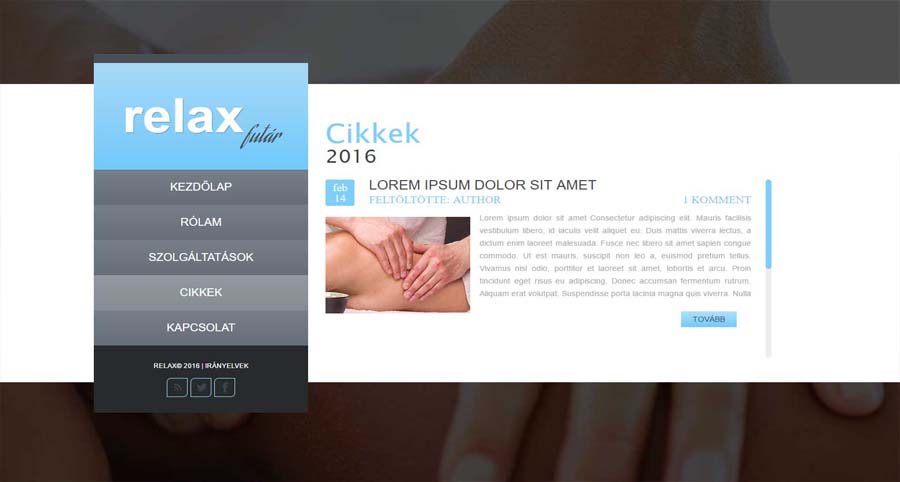 relax
futár
KEZDŐLAP
RÓLAM
SZOLGÁLTATÁSOK
CIKKEK
KAPCSOLAT
RELAX© 2016 | IRÁNYELVEK
Cikkek
2016
feb
14
LOREM IPSUM DOLOR SIT AMET
FELTÖLTÖTTE: AUTHOR
1 KOMMENT
Lorem ipsum dolor sit amet Consectetur adipiscing elit. Mauris facilisis
vestibulum libero, id iaculis velit aliquet eu. Duis mattis viverra lectus, a
dictum enim laoreet malesuada. Fusce nec libero sit amet sapien congue
commodo. Ut est mauris, suscipit non leo a, euismod pretium tellus.
Vivamus nisl odio, porttitor et laoreet sit amet, lobortis et arcu. Proin
tincidunt eget risus eu adipiscing. Donec accumsan fermentum rutrum.
Aliquam erat volutpat. Suspendisse porta lacinia magna quis viverra. Nulla
TOVÁBB